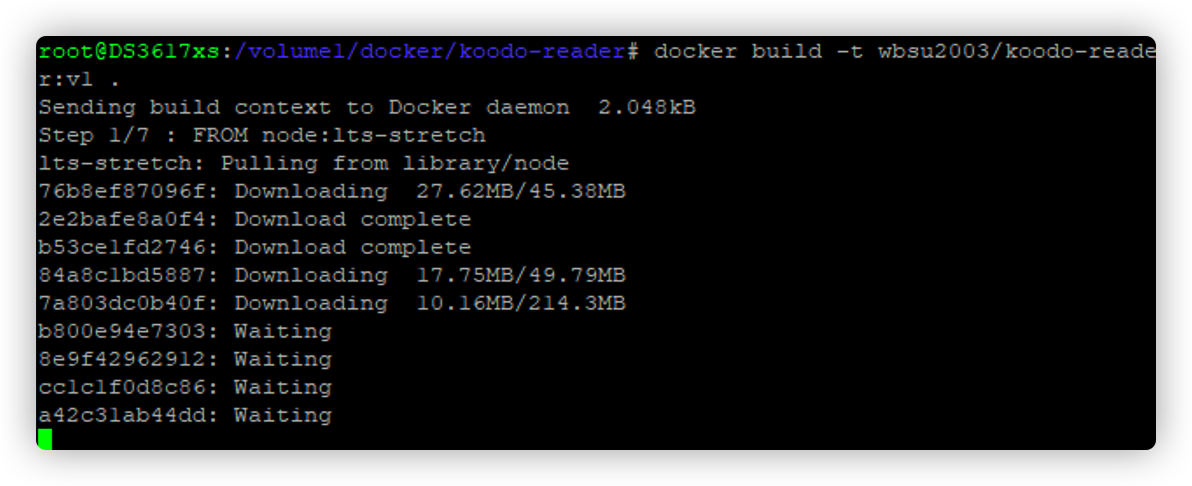 root@DS3617xs:/volume1/docker/koodo-reader# docker build -t wbsu2003/koodo-reade
r:v1 .
Sending build context to Docker daemon  2.048kB
Step 1/7 : FROM node:lts-stretch
lts-stretch: Pulling from library/node
76b8ef87096f: Downloading  27.62MB/45.38MB
2e2bafe8a0f4: Download complete
b53ce1fd2746: Download complete
84a8c1bd5887: Downloading  17.75MB/49.79MB
7a803dc0b40f: Downloading  10.16MB/214.3MB
b800e94e7303: Waiting
8e9f42962912: Waiting
cc1c1f0d8c86: Waiting
a42c31ab44dd: Waiting